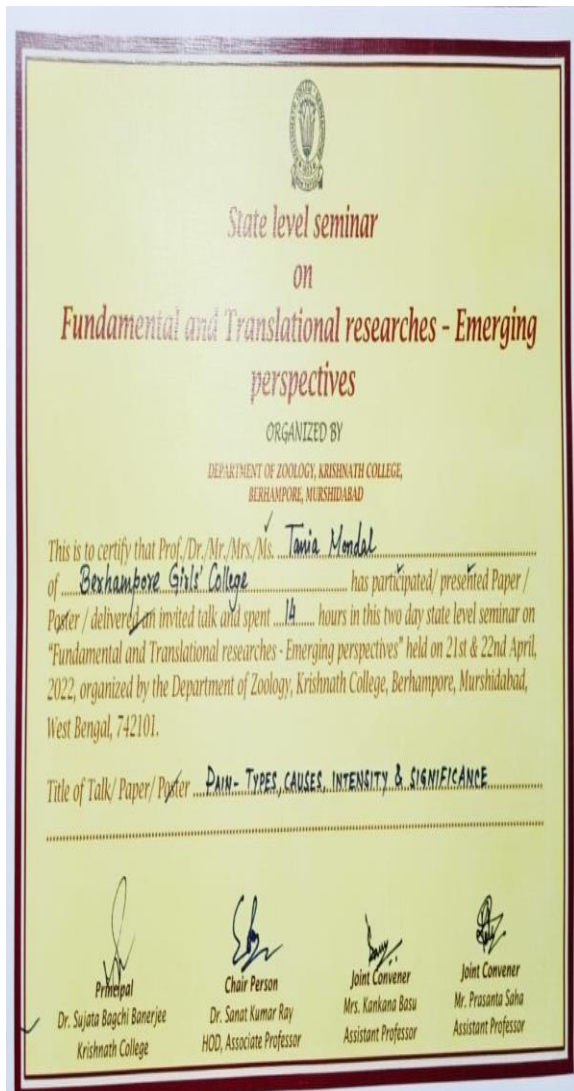 State level seminar
on
Fundamental and Translational researches - Emerging
perspectives
ORGANIZED BY
DEPARTMENT OF ZOOLOGY, KRISHNATH COLLEGE,
BERHAMPORE, MURSHIDABAD
This is to certify that Prof./Dr./Mr./Mrs./Ms. Tania Mondal
of Berhampore Girls' College has participated/ presented Paper /
Poster / delivered an invited talk and spent 14 hours in this two day state level seminar on
"Fundamental and Translational researches - Emerging perspectives" held on 21st & 22nd April,
2022, organized by the Department of Zoology, Krishnath College, Berhampore, Murshidabad,
West Bengal, 742101.
Title of Talk/ Paper/ Poster PAIN- TYPES, CAUSES, INTENSITY & SIGNIFICANCE
Principal
Dr. Sujata Bagchi Banerjee
Krishnath College
Chair Person
Dr. Sanat Kumar Ray
HOD, Associate Professor
Joint Convener
Mrs. Kankana Basu
Assistant Professor
Joint Convener
Mr. Prasanta Saha
Assistant Professor